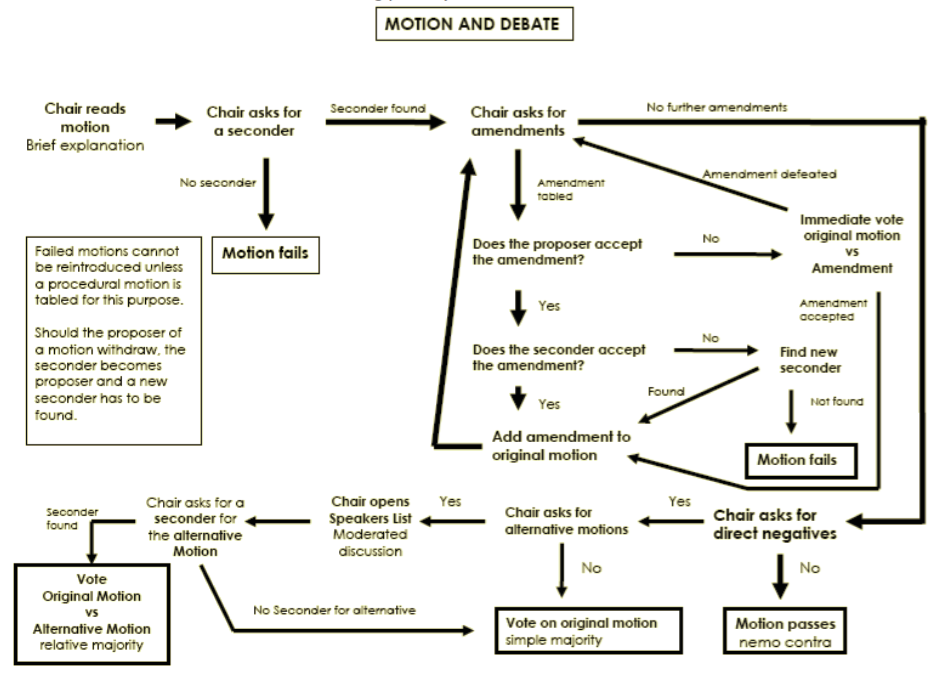 MOTION AND DEBATE
Chair reads
motion
Brief explanation
Chair asks for
a seconder
Seconder found
Chair asks for
amendments
No further amendments
No seconder
Motion fails
Amendment
tabled
Amendment defeated
Failed motions cannot
be reintroduced unless
a procedural motion is
tabled for this purpose.
Should the proposer of
a motion withdraw, the
seconder becomes
proposer and a new
seconder has to be
found.
Does the proposer accept
the amendment?
No
Immediate vote
original motion
vs
Amendment
Yes
Amendment
accepted
Does the seconder accept
the amendment?
No
Find new
seconder
Yes
Found
Not found
Add amendment to
original motion
Motion fails
Seconder
found
Chair asks for a
seconder for
the alternative
Motion
Chair opens
Speakers List
Moderated
discussion
Yes
Chair asks for
alternative motions
Yes
Chair asks for
direct negatives
No
No
Vote
Original Motion
vs
Alternative Motion
relative majority
No Seconder for alternative
Vote on original motion
simple majority
Motion passes
nemo contra